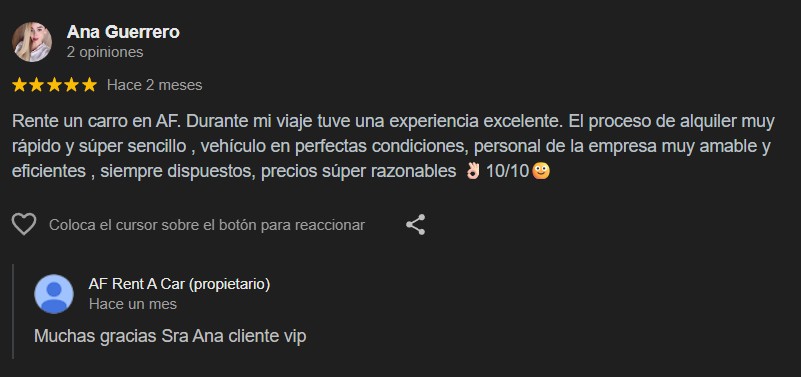 Ana Guerrero
2 opiniones
★★★★★ Hace 2 meses
Rente un carro en AF. Durante mi viaje tuve una experiencia excelente. El proceso de alquiler muy
rápido y súper sencillo , vehículo en perfectas condiciones, personal de la empresa muy amable y
eficientes , siempre dispuestos, precios súper razonables 👌🏻 10/10🙂
Coloca el cursor sobre el botón para reaccionar
AF Rent A Car (propietario)
Hace un mes
Muchas gracias Sra Ana cliente vip